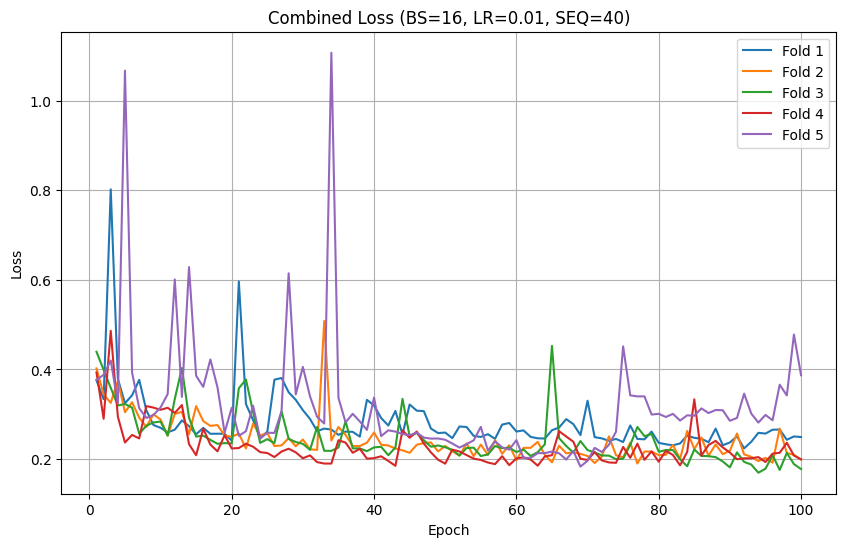 Combined Loss (BS=16, LR=0.01, SEQ=40)
Fold 1
Fold 2
Fold 3
Fold 4
Fold 5
Loss
1.0
0.8
0.6
0.4
0.2
0 20 40 60 80 100
Epoch